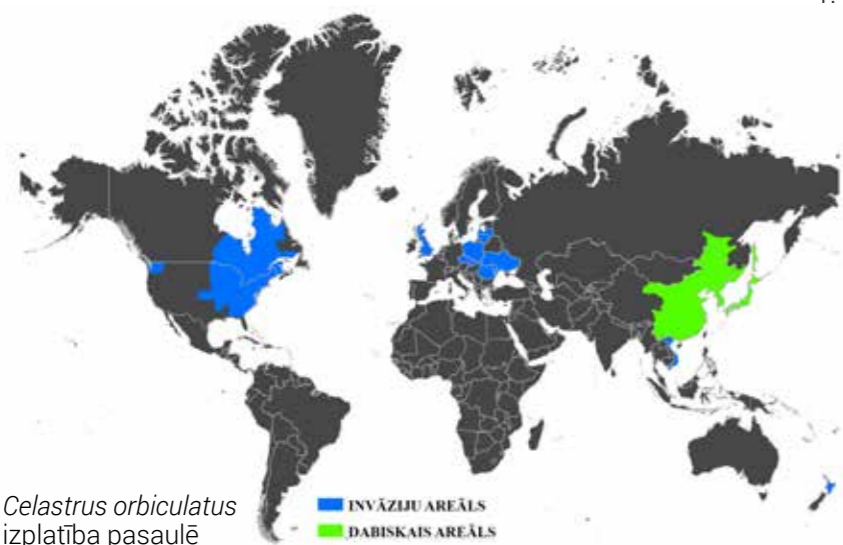 Celastrus orbiculatus
izplatība pasaulē
INVĀZIJU AREĀLS
DABISKAIS AREĀLS